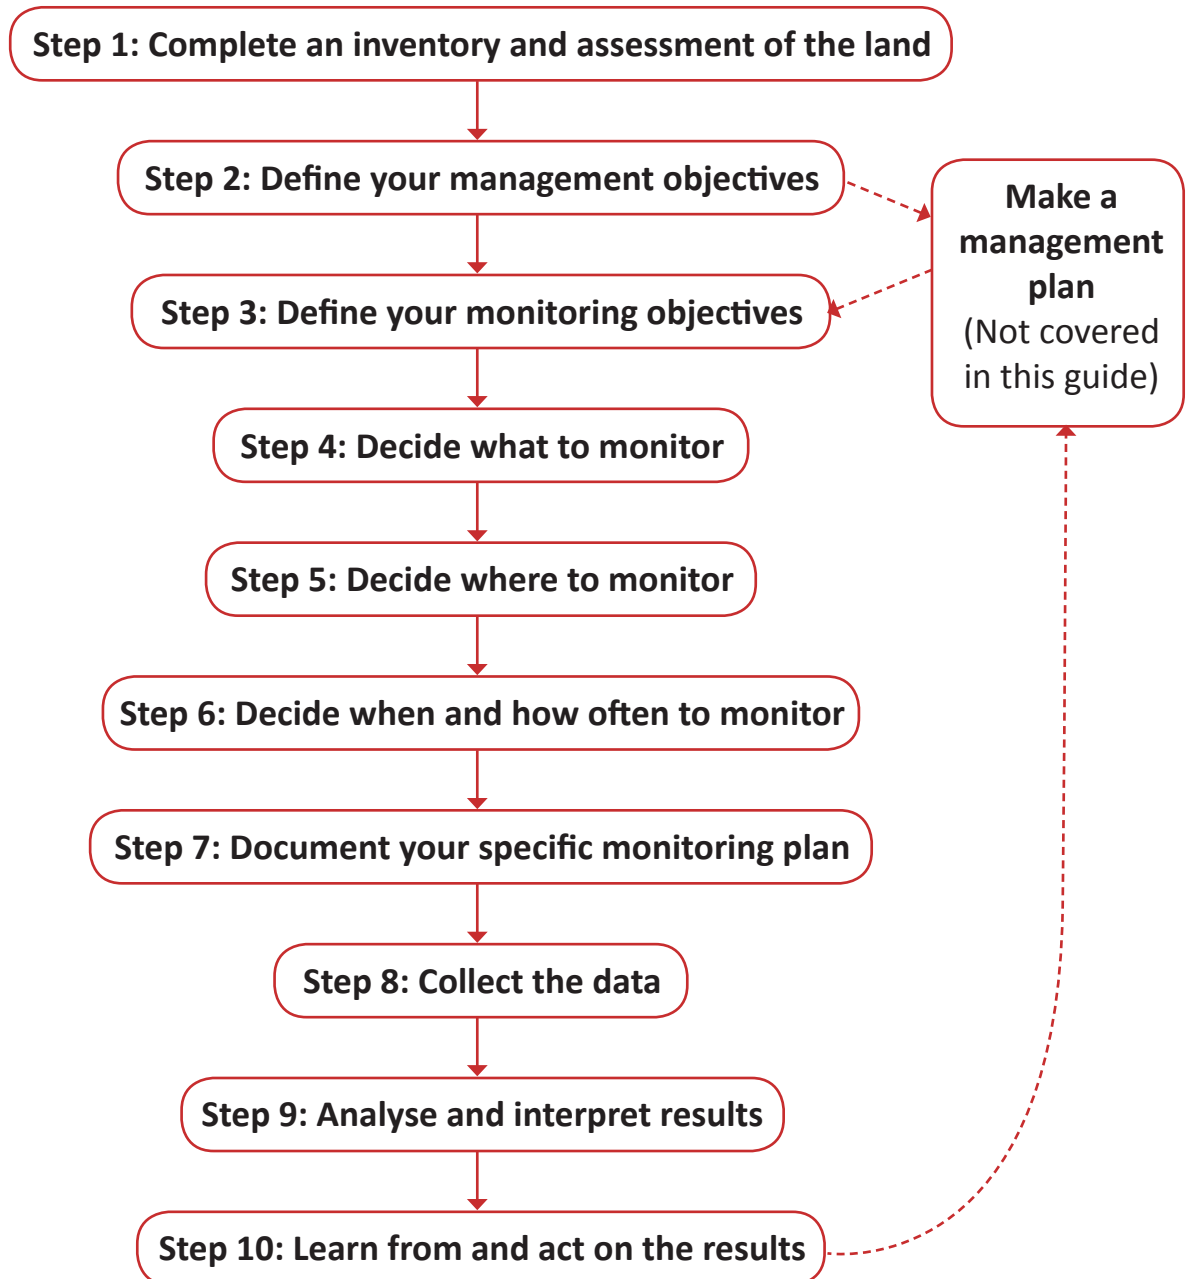 Step 1: Complete an inventory and assessment of the land
Step 2: Define your management objectives
Make a
management
plan
(Not covered
in this guide)
Step 3: Define your monitoring objectives
Step 4: Decide what to monitor
Step 5: Decide where to monitor
Step 6: Decide when and how often to monitor
Step 7: Document your specific monitoring plan
Step 8: Collect the data
Step 9: Analyse and interpret results
Step 10: Learn from and act on the results